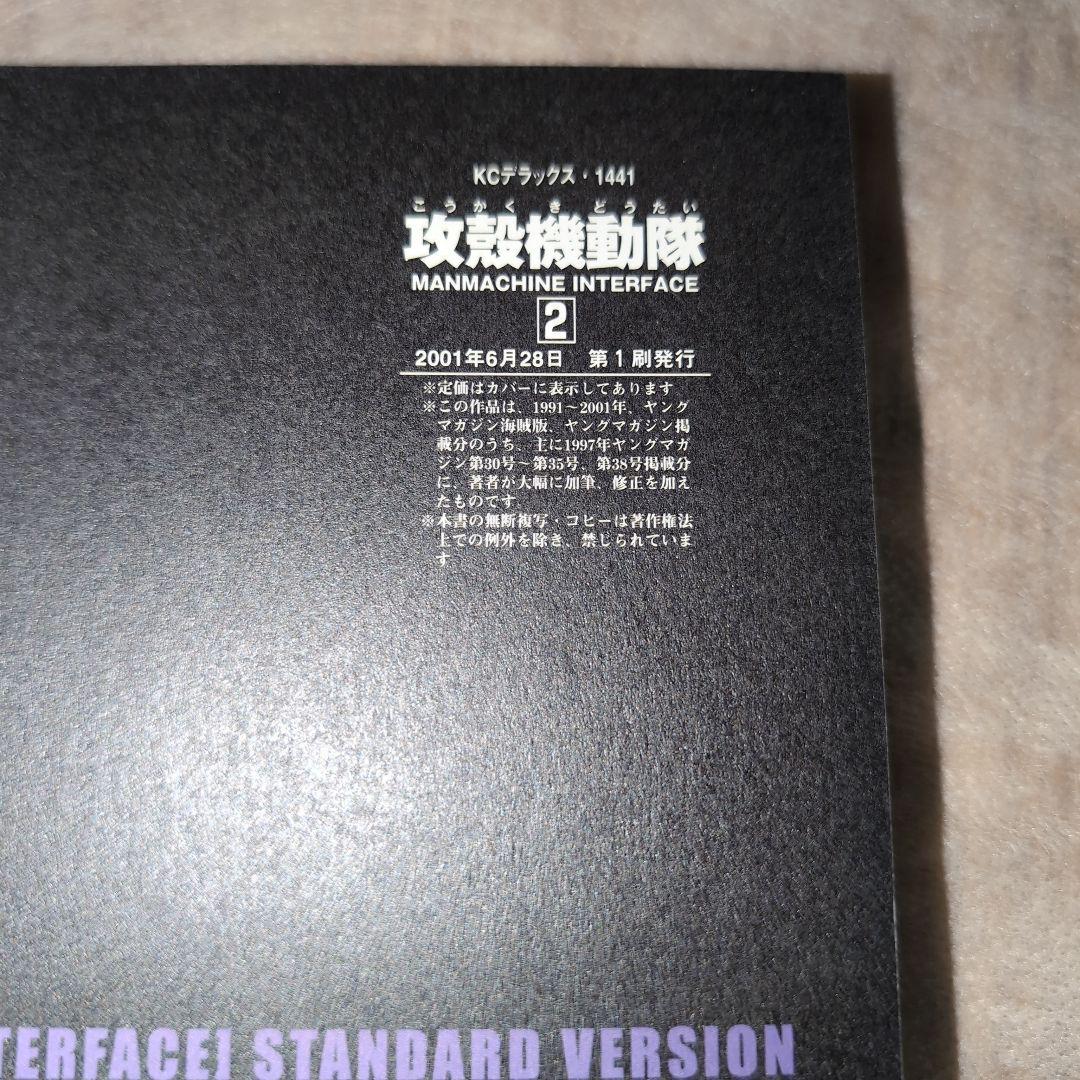 KCデラックス・1441
こうかくきどうたい
攻殻機動隊
MANMACHINE INTERFACE
2
2001年6月28日 第1刷発行
※定価はカバーに表示してあります
※この作品は、1991〜2001年、ヤング
マガジン海賊版、ヤングマガジン掲
載分のうち、主に1997年ヤングマガ
ジン第30号〜第35号、第38号掲載分
に、著者が大幅に加筆、修正を加え
たものです
※本書の無断複写・コピーは著作権法
上での例外を除き、禁じられていま
す
TERFACE] STANDARD VERSION